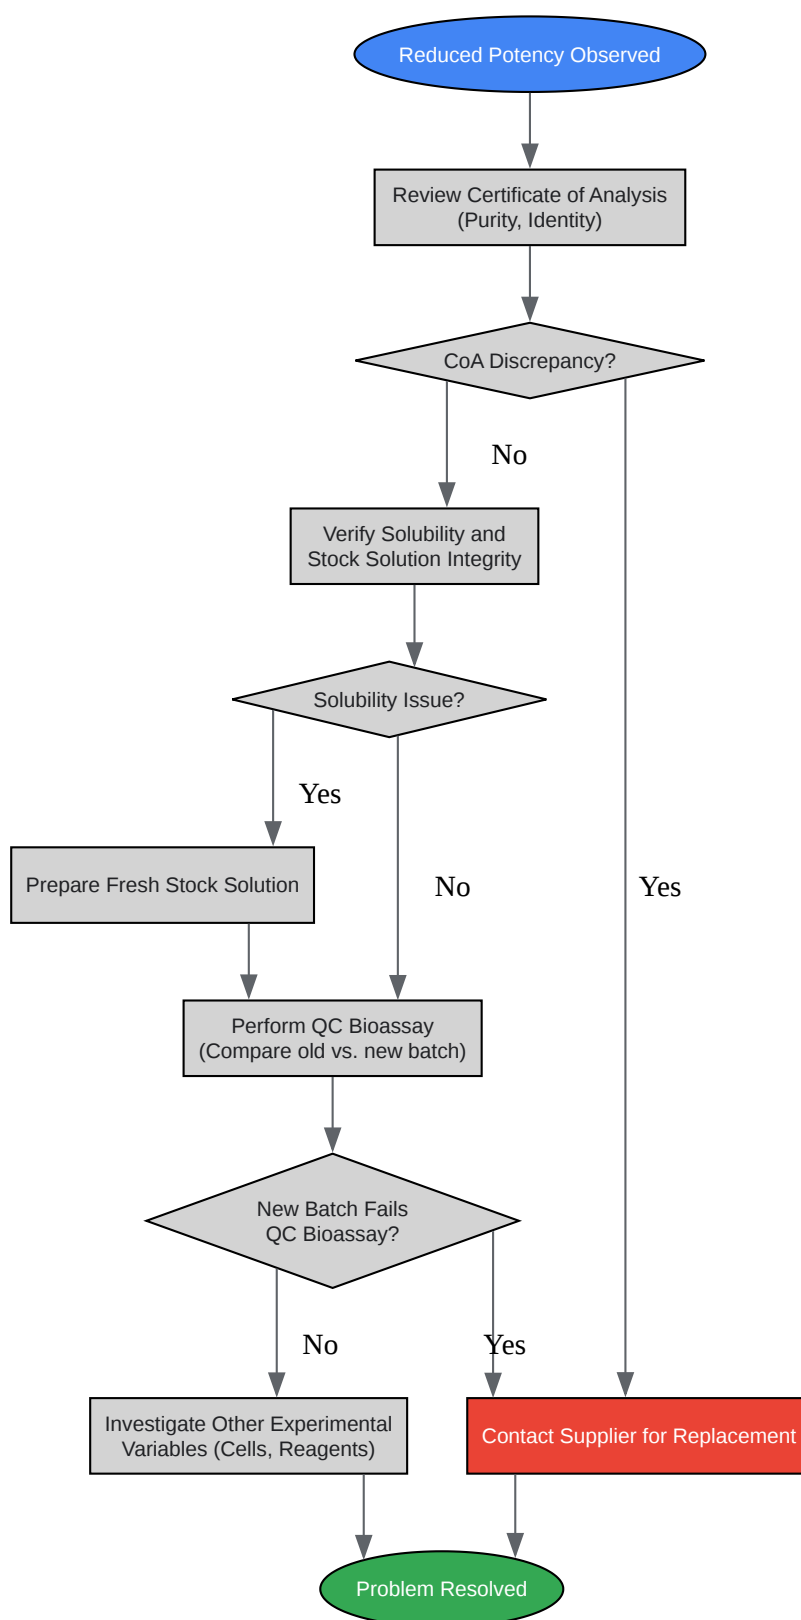 Reduced Potency Observed
Review Certificate of Analysis
(Purity, Identity)
CoA Discrepancy?
No
Verify Solubility and
Stock Solution Integrity
Solubility Issue?
Yes
Prepare Fresh Stock Solution
No
Yes
Perform QC Bioassay
(Compare old vs. new batch)
New Batch Fails
QC Bioassay?
No
Yes
Investigate Other Experimental
Variables (Cells, Reagents)
Contact Supplier for Replacement
Problem Resolved